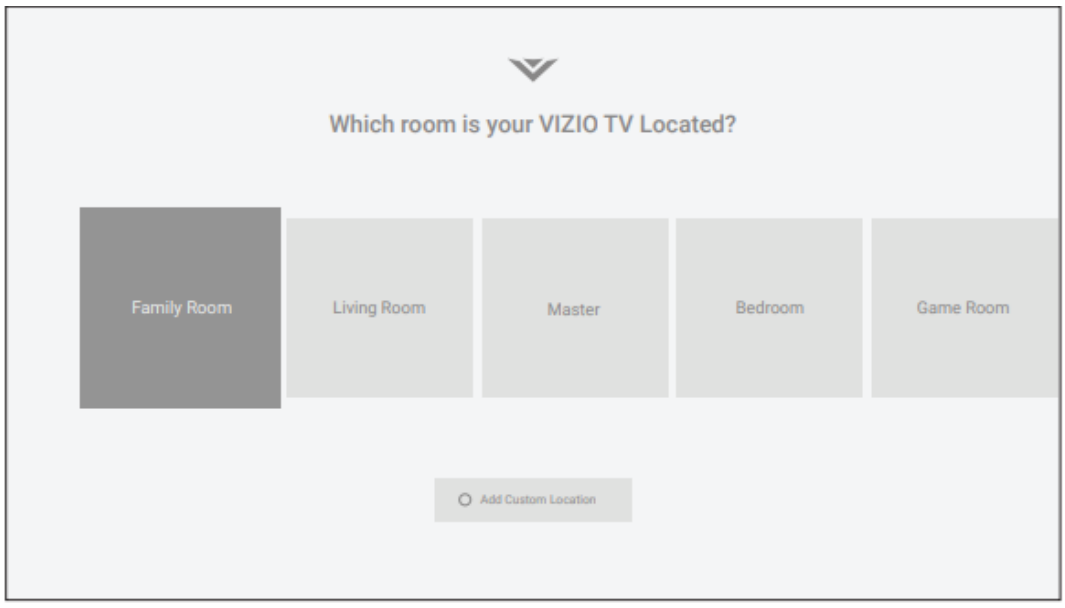 Which room is your VIZIO TV Located?
Family Room
Living Room
Master
Bedroom
Game Room
Add Custom Location